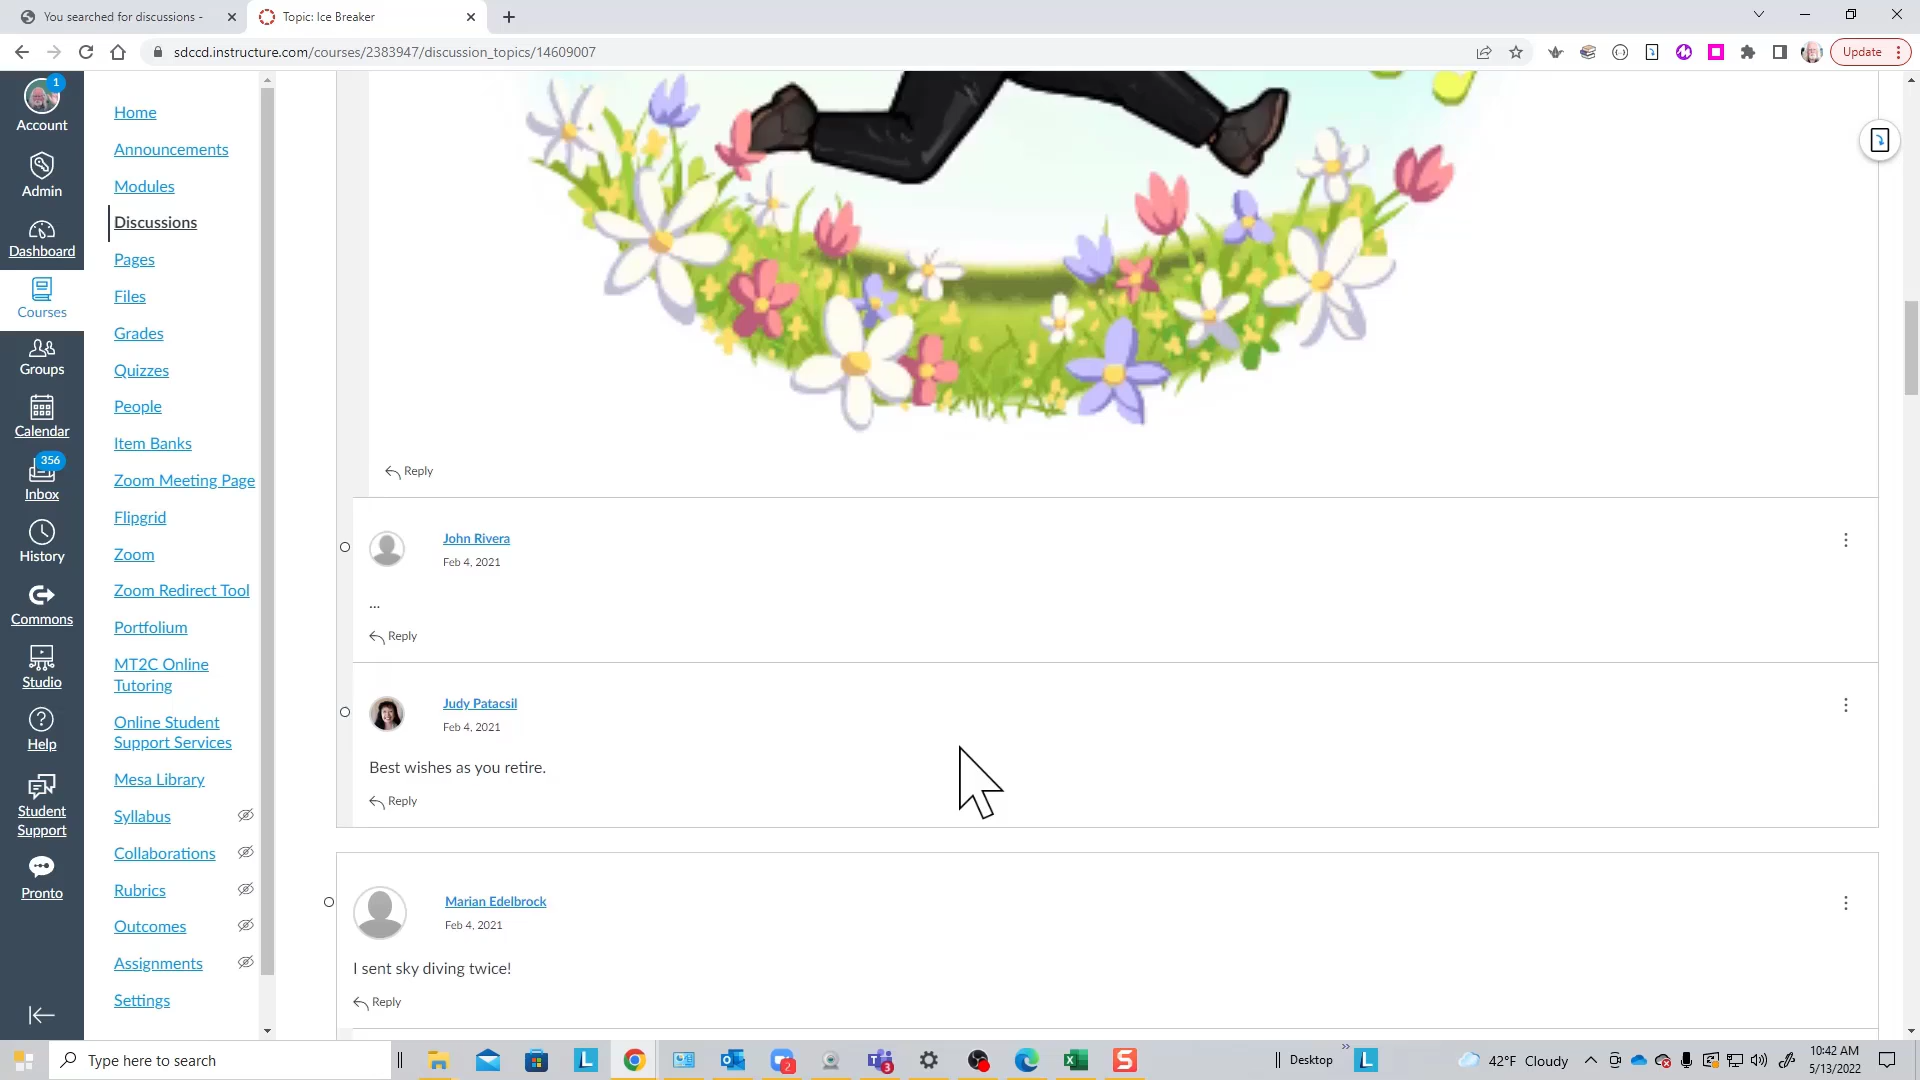 You searched for discussions -
Topic: Ice Breaker
sdccd.instructure.com/courses/2383947/discussion_topics/14609007
Update
1
Account
Admin
Dashboard
Courses
Groups
Calendar
356
Inbox
History
Commons
Studio
Help
Student
Support
Pronto
Home
Announcements
Modules
Discussions
Pages
Files
Grades
Quizzes
People
Item Banks
Zoom Meeting Page
Flipgrid
Zoom
Zoom Redirect Tool
Portfolium
MT2C Online
Tutoring
Online Student
Support Services
Mesa Library
Syllabus
Collaborations
Rubrics
Outcomes
Assignments
Settings
Reply
John Rivera
Feb 4, 2021
...
Reply
Judy Patacsil
Feb 4, 2021
Best wishes as you retire.
Reply
Marian Edelbrock
Feb 4, 2021
I sent sky diving twice!
Reply
Type here to search
L
2
3
X
S
Desktop
L
42°F Cloudy
10:42 AM
5/13/2022